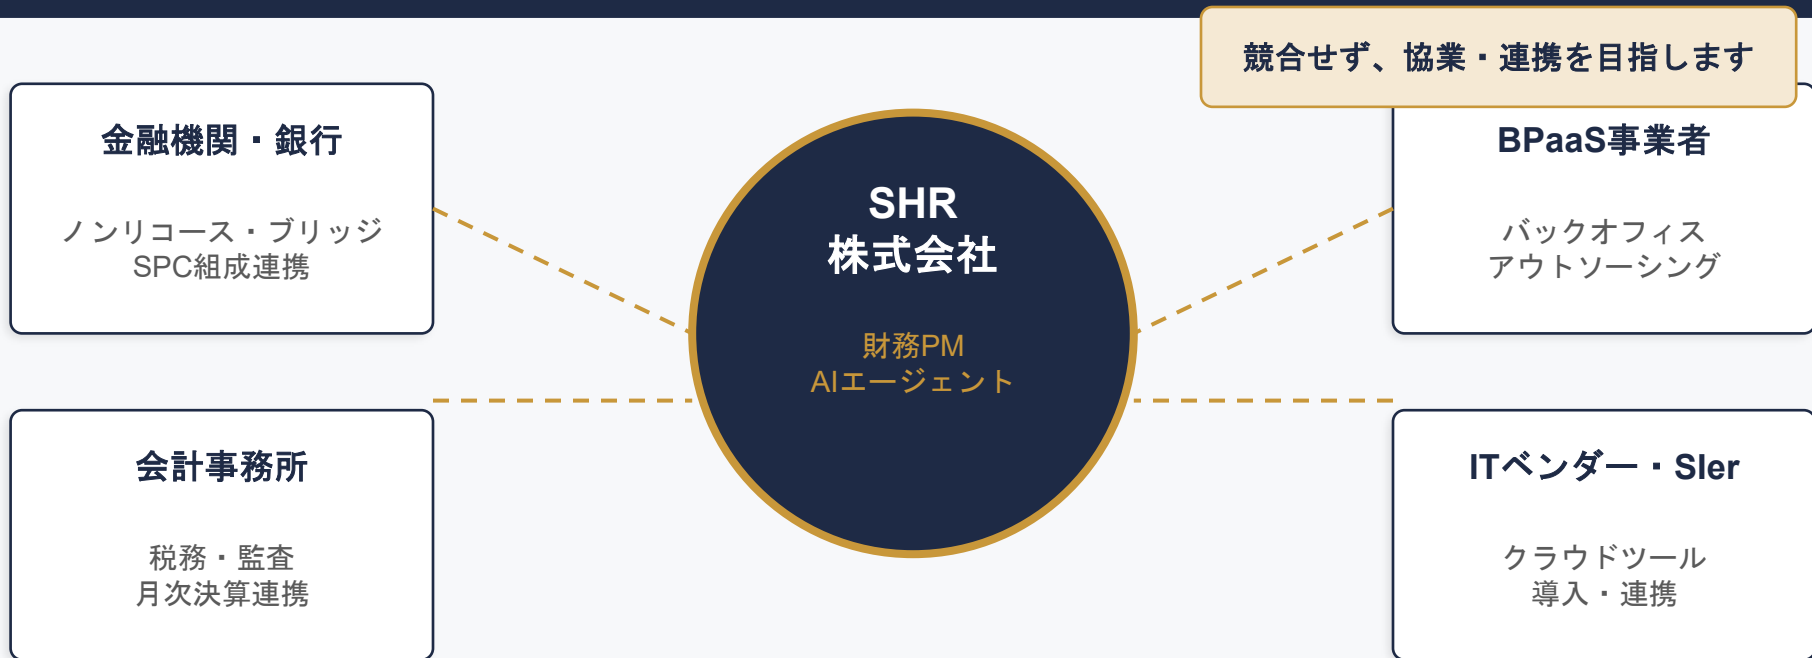 競合せず、協業・連携を目指します
金融機関・銀行
ノンリコース・ブリッジ
SPC組成連携
SHR
株式会社
財務PM
AIエージェント
BPaaS事業者
バックオフィス
アウトソーシング
会計事務所
税務・監査
月次決算連携
ITベンダー・SIer
クラウドツール
導入・連携